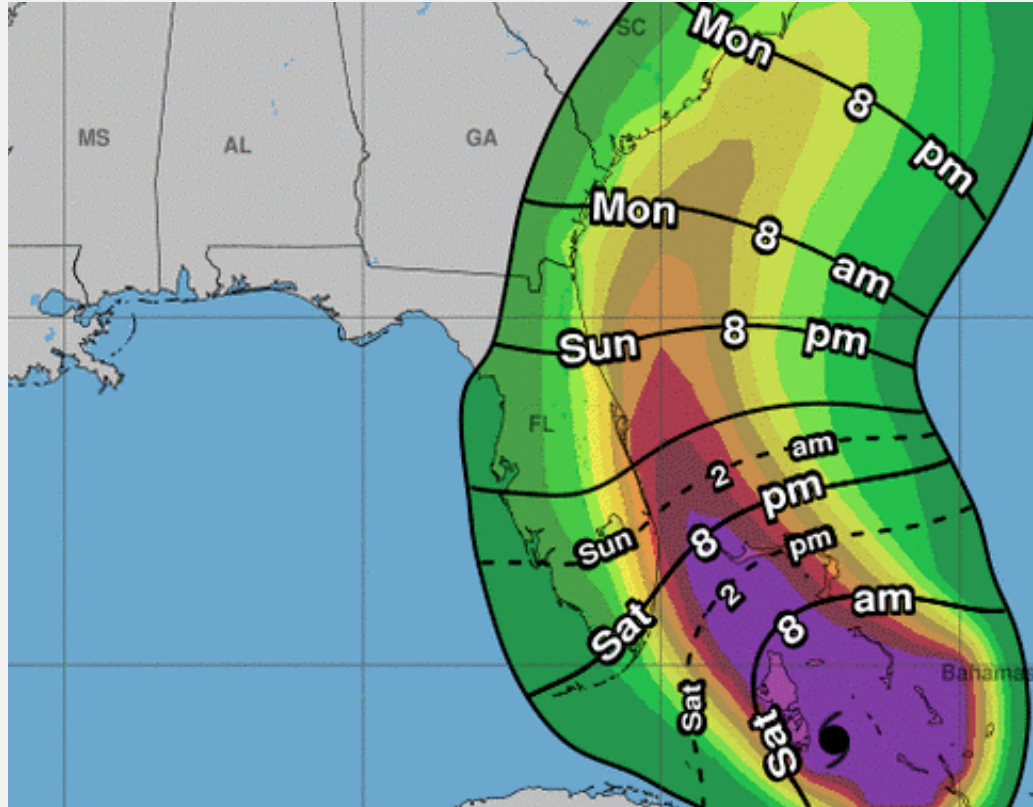 SC
Mon 8 pm
MS
AL
GA
Mon 8 am
Sun 8 pm
FL
Sun 2 am
Sat 8 pm
Sat 2 pm
Sat 8 am
Bahamas